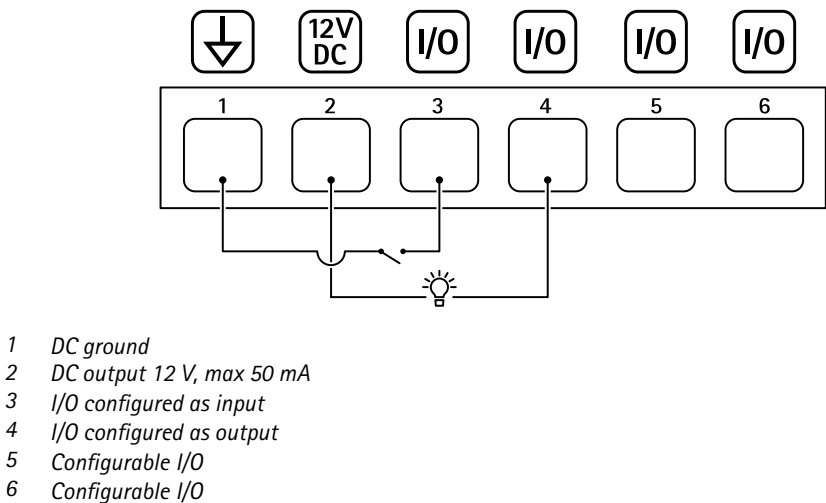 12V
DC
I/O
I/O
I/O
I/O
1
2
3
4
5
6
1 DC ground
2 DC output 12 V, max 50 mA
3 I/O configured as input
4 I/O configured as output
5 Configurable I/O
6 Configurable I/O